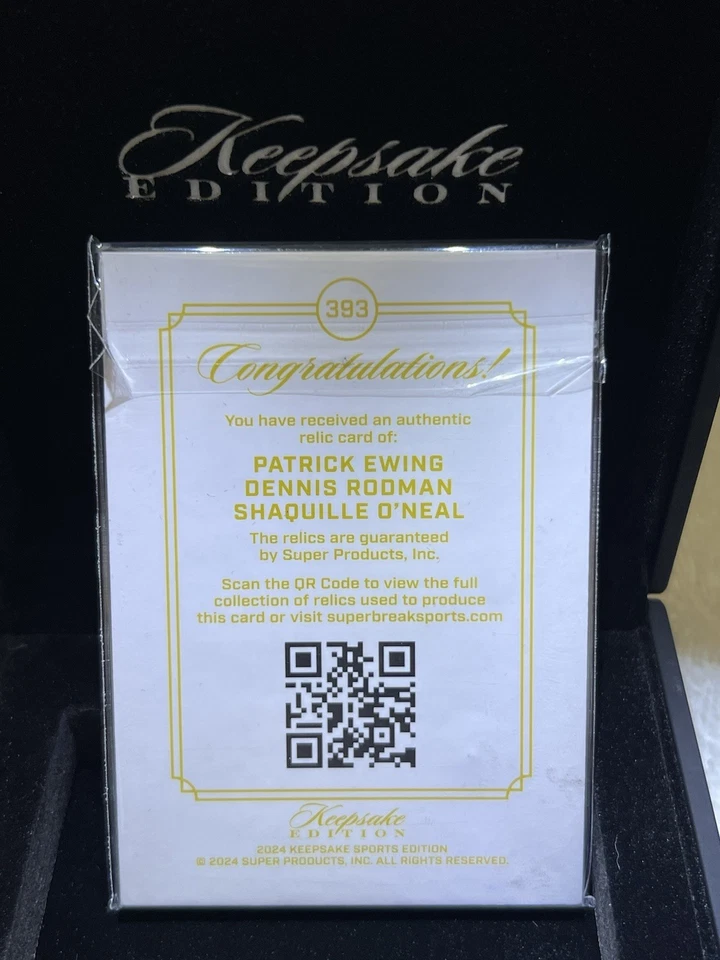 Keepsake
EDITION
393
Congratulations!
You have received an authentic
relic card of:
PATRICK EWING
DENNIS RODMAN
SHAQUILLE O'NEAL
The relics are guaranteed
by Super Products, Inc.
Scan the QR Code to view the full
collection of relics used to produce
this card or visit superbreaksports.com
Keepsake
EDITION
2024 KEEPSAKE SPORTS EDITION
© 2024 SUPER PRODUCTS, INC. ALL RIGHTS RESERVED.